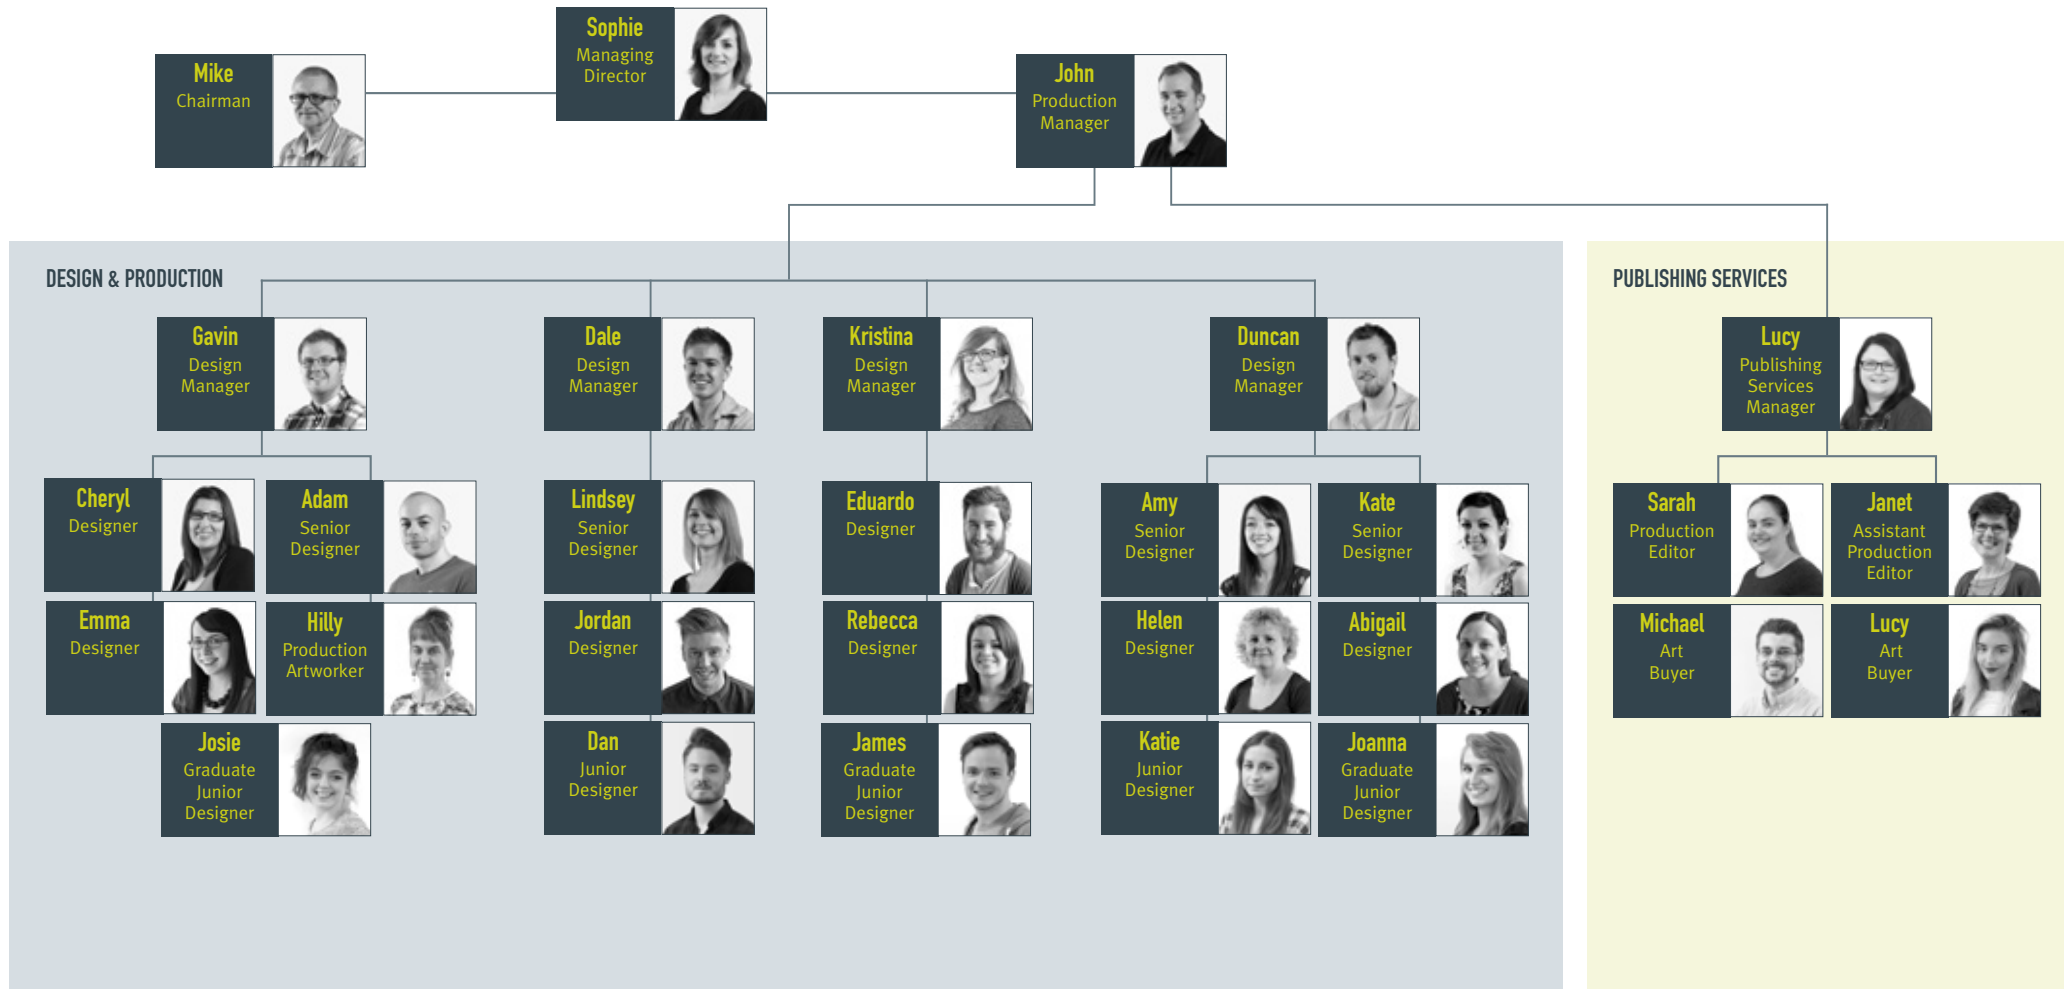 Sophie
Managing
Director
Mike
Chairman
John
Production
Manager
DESIGN & PRODUCTION
Gavin
Design
Manager
Dale
Design
Manager
Kristina
Design
Manager
Duncan
Design
Manager
Cheryl
Designer
Adam
Senior
Designer
Lindsey
Senior
Designer
Eduardo
Designer
Amy
Senior
Designer
Kate
Senior
Designer
Emma
Designer
Hilly
Production
Artworker
Jordan
Designer
Rebecca
Designer
Helen
Designer
Abigail
Designer
Josie
Graduate
Junior
Designer
Dan
Junior
Designer
James
Graduate
Junior
Designer
Katie
Junior
Designer
Joanna
Graduate
Junior
Designer
PUBLISHING SERVICES
Lucy
Publishing
Services
Manager
Sarah
Production
Editor
Janet
Assistant
Production
Editor
Michael
Art
Buyer
Lucy
Art
Buyer